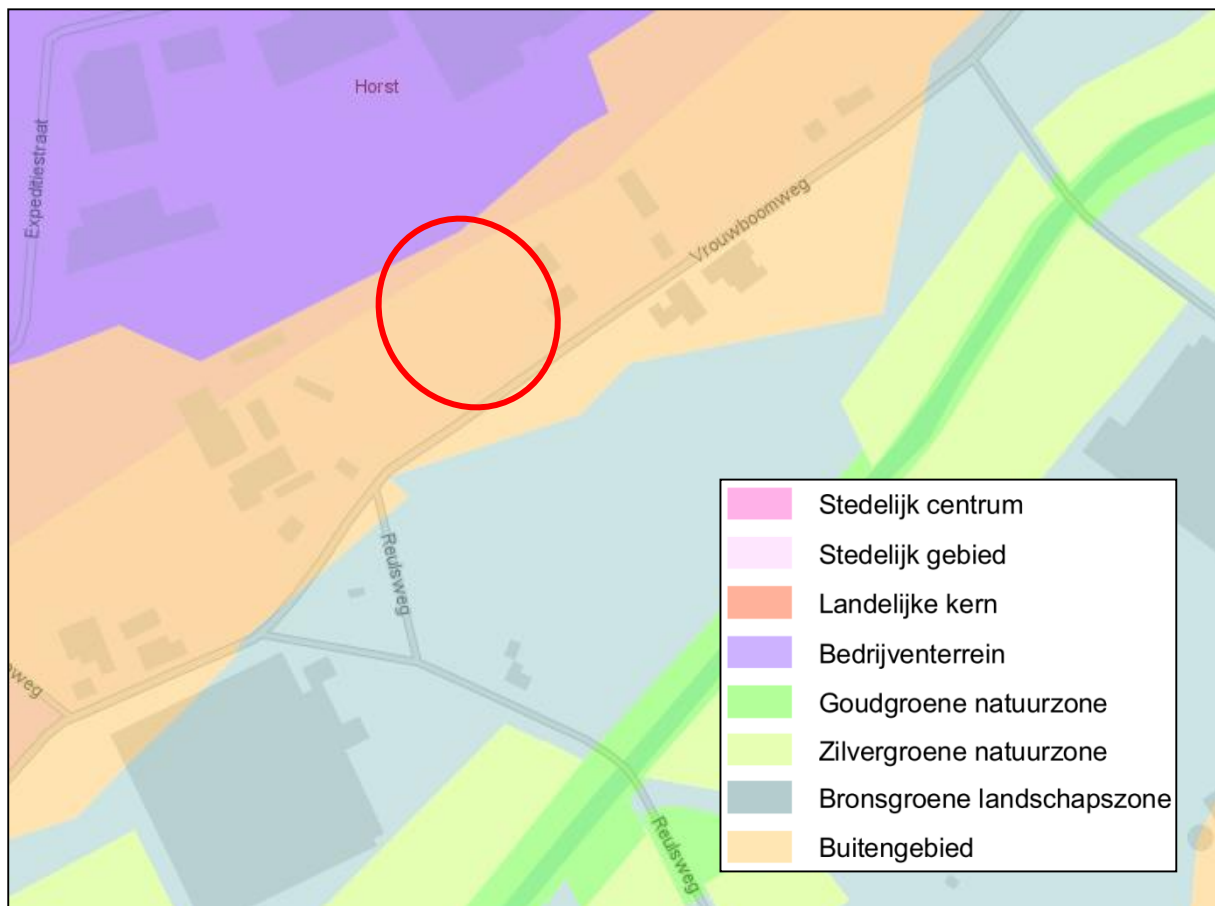 Horst
Expeditiestraat
Vrouwboomweg
Reulsweg
eweg
Reulsweg
Stedelijk centrum
Stedelijk gebied
Landelijke kern
Bedrijventerrein
Goudgroene natuurzone
Zilvergroene natuurzone
Bronsgroene landschapszone
Buitengebied